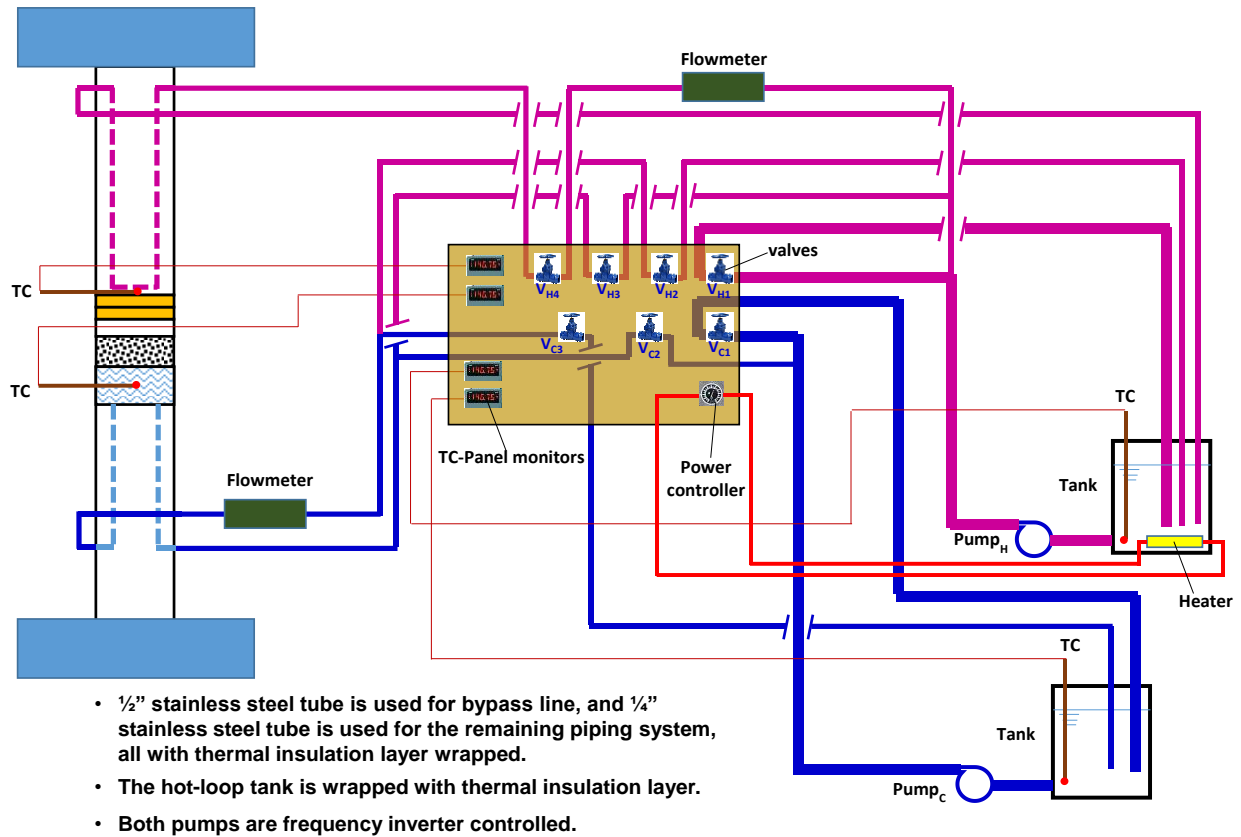 Flowmeter
valves
V_H4 V_H3 V_H2 V_H1
TC
V_C3 V_C2 V_C1
TC
TC
TC-Panel monitors
Power
controller
Flowmeter
Tank
Pump_H
Heater
TC
Tank
Pump_C
• ½” stainless steel tube is used for bypass line, and ¼”
stainless steel tube is used for the remaining piping system,
all with thermal insulation layer wrapped.
• The hot-loop tank is wrapped with thermal insulation layer.
• Both pumps are frequency inverter controlled.